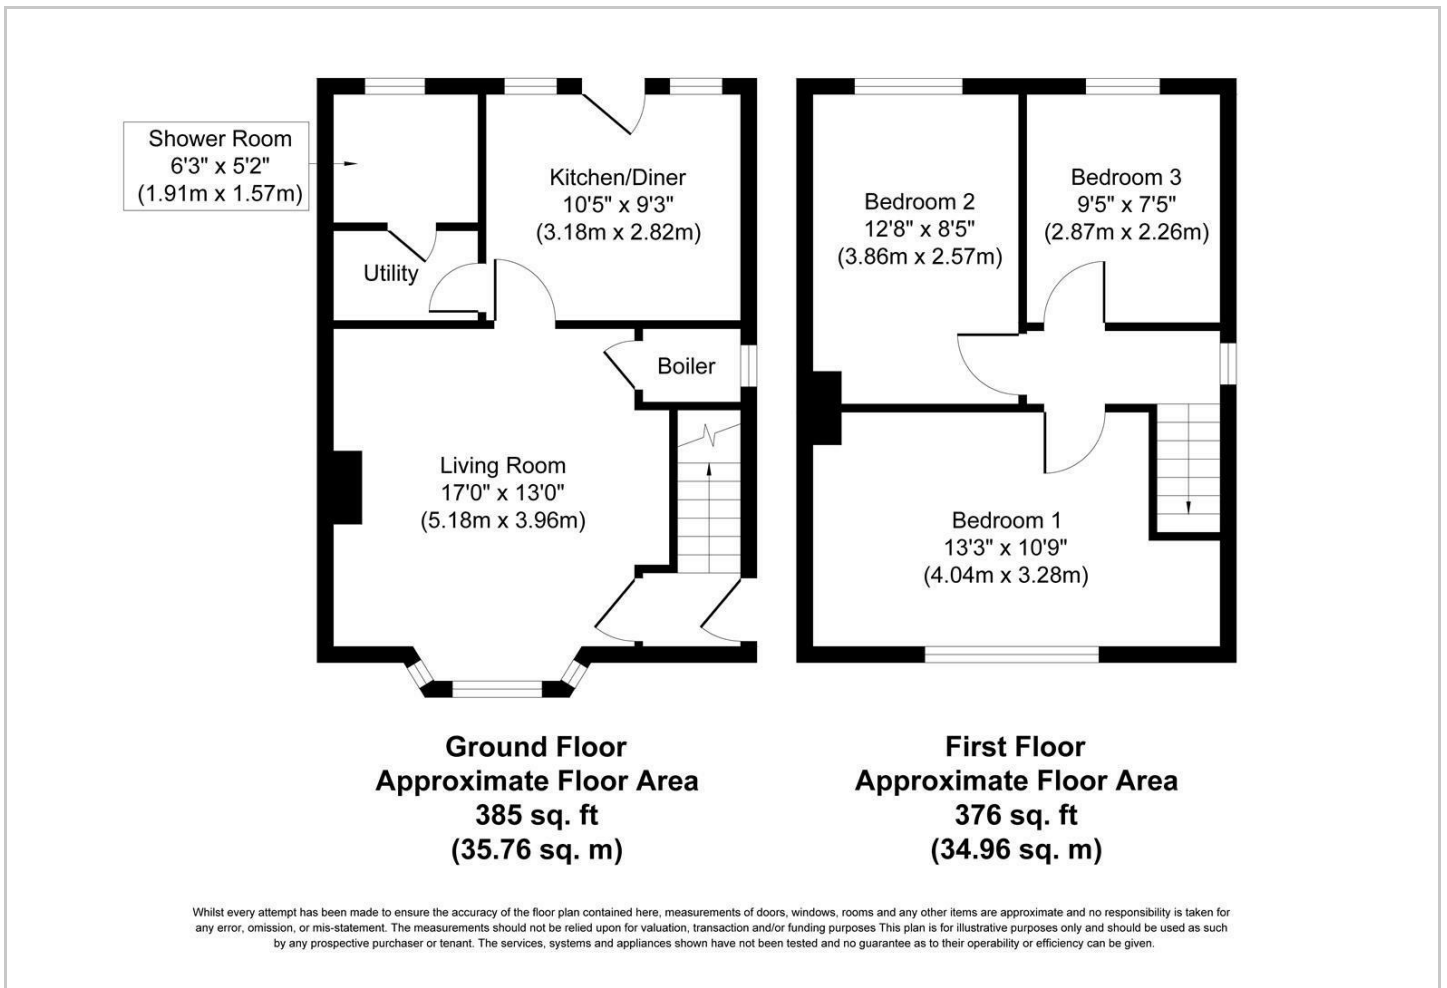 Shower Room
6'3" x 5'2"
(1.91m x 1.57m)
Kitchen/Diner
10'5" x 9'3"
(3.18m x 2.82m)
Utility
Boiler
Living Room
17'0" x 13'0"
(5.18m x 3.96m)
Bedroom 2
12'8" x 8'5"
(3.86m x 2.57m)
Bedroom 3
9'5" x 7'5"
(2.87m x 2.26m)
Bedroom 1
13'3" x 10'9"
(4.04m x 3.28m)
Ground Floor
Approximate Floor Area
385 sq. ft
(35.76 sq. m)
First Floor
Approximate Floor Area
376 sq. ft
(34.96 sq. m)
Whilst every attempt has been made to ensure the accuracy of the floor plan contained here, measurements of doors, windows, rooms and any other items are approximate and no responsibility is taken for
any error, omission, or mis-statement. The measurements should not be relied upon for valuation, transaction and/or funding purposes This plan is for illustrative purposes only and should be used as such
by any prospective purchaser or tenant. The services, systems and appliances shown have not been tested and no guarantee as to their operability or efficiency can be given.